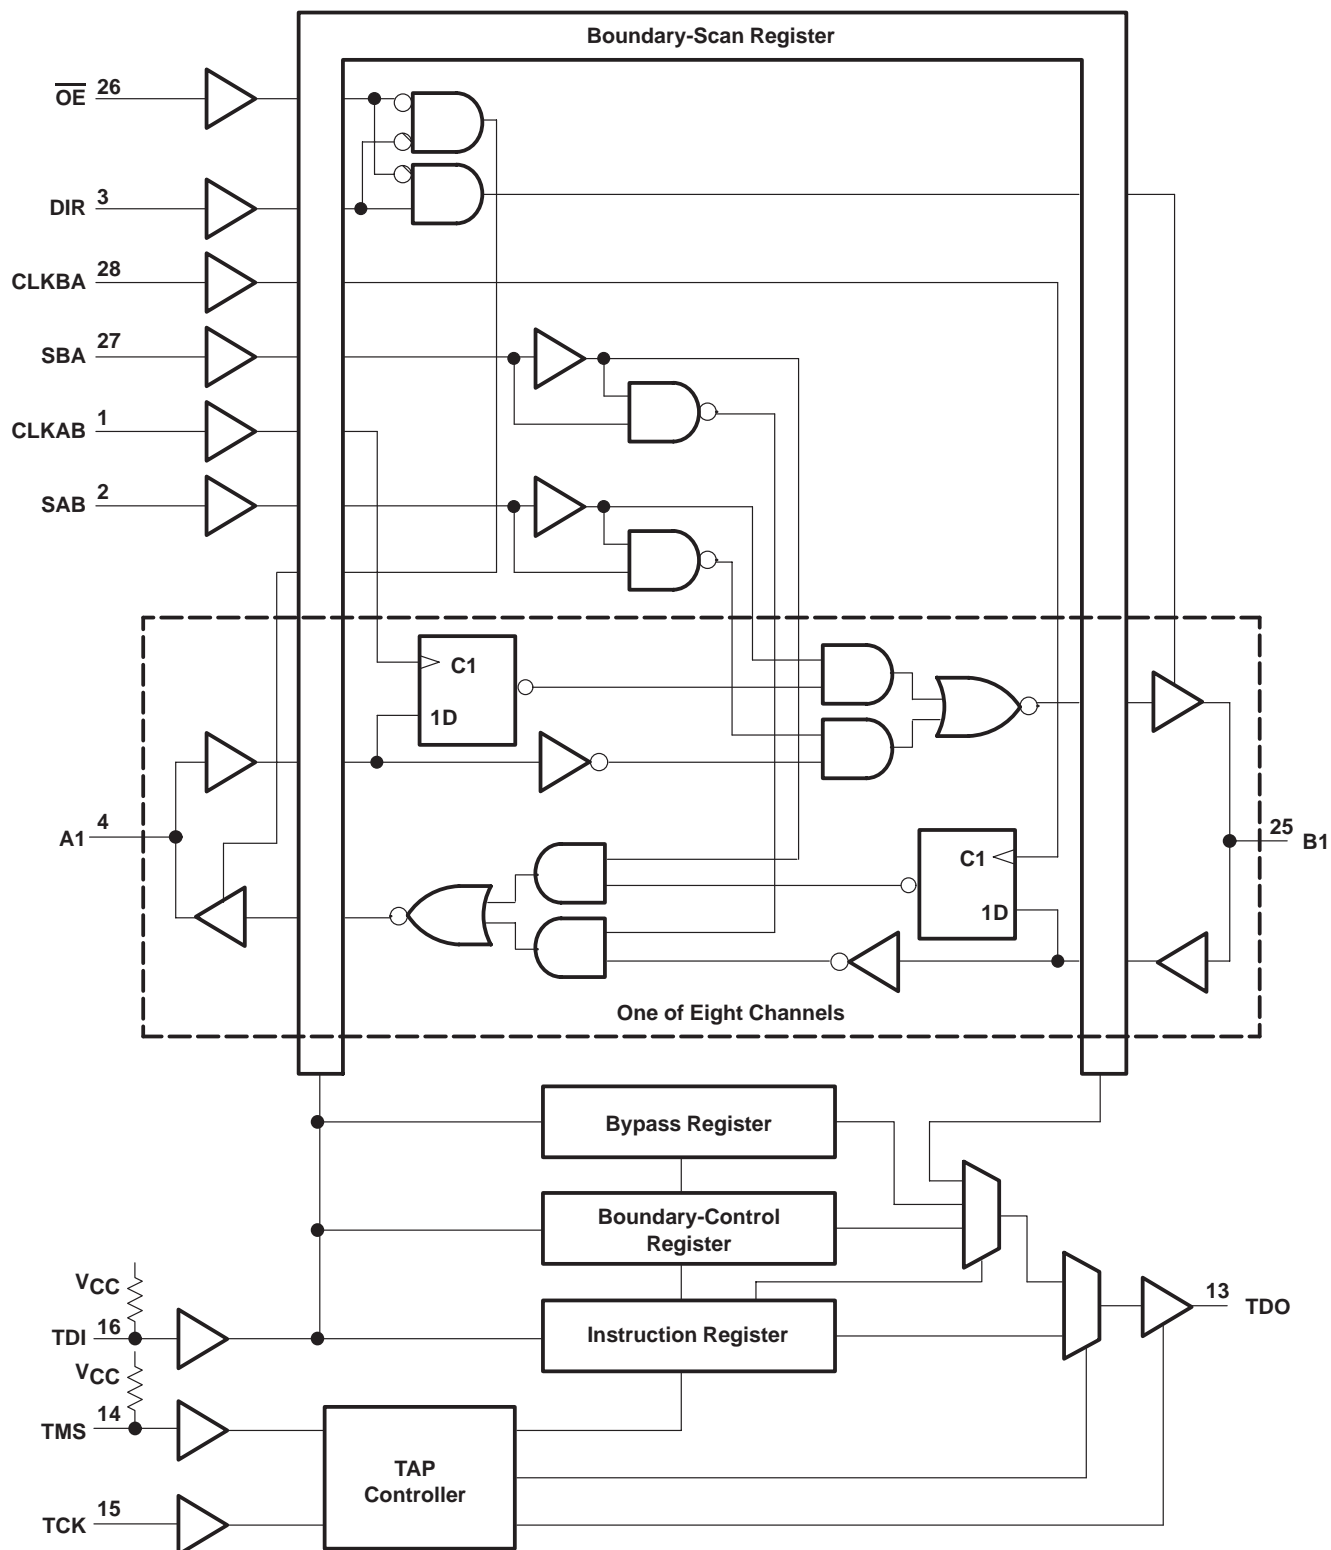 Boundary-Scan Register
OE 26
DIR 3
CLKBA 28
SBA 27
CLKAB 1
SAB 2
C1
1D
A1 4
25 B1
C1
1D
One of Eight Channels
Bypass Register
Boundary-Control
Register
VCC
TDI 16
Instruction Register
13 TDO
VCC
TMS 14
TAP
Controller
TCK 15